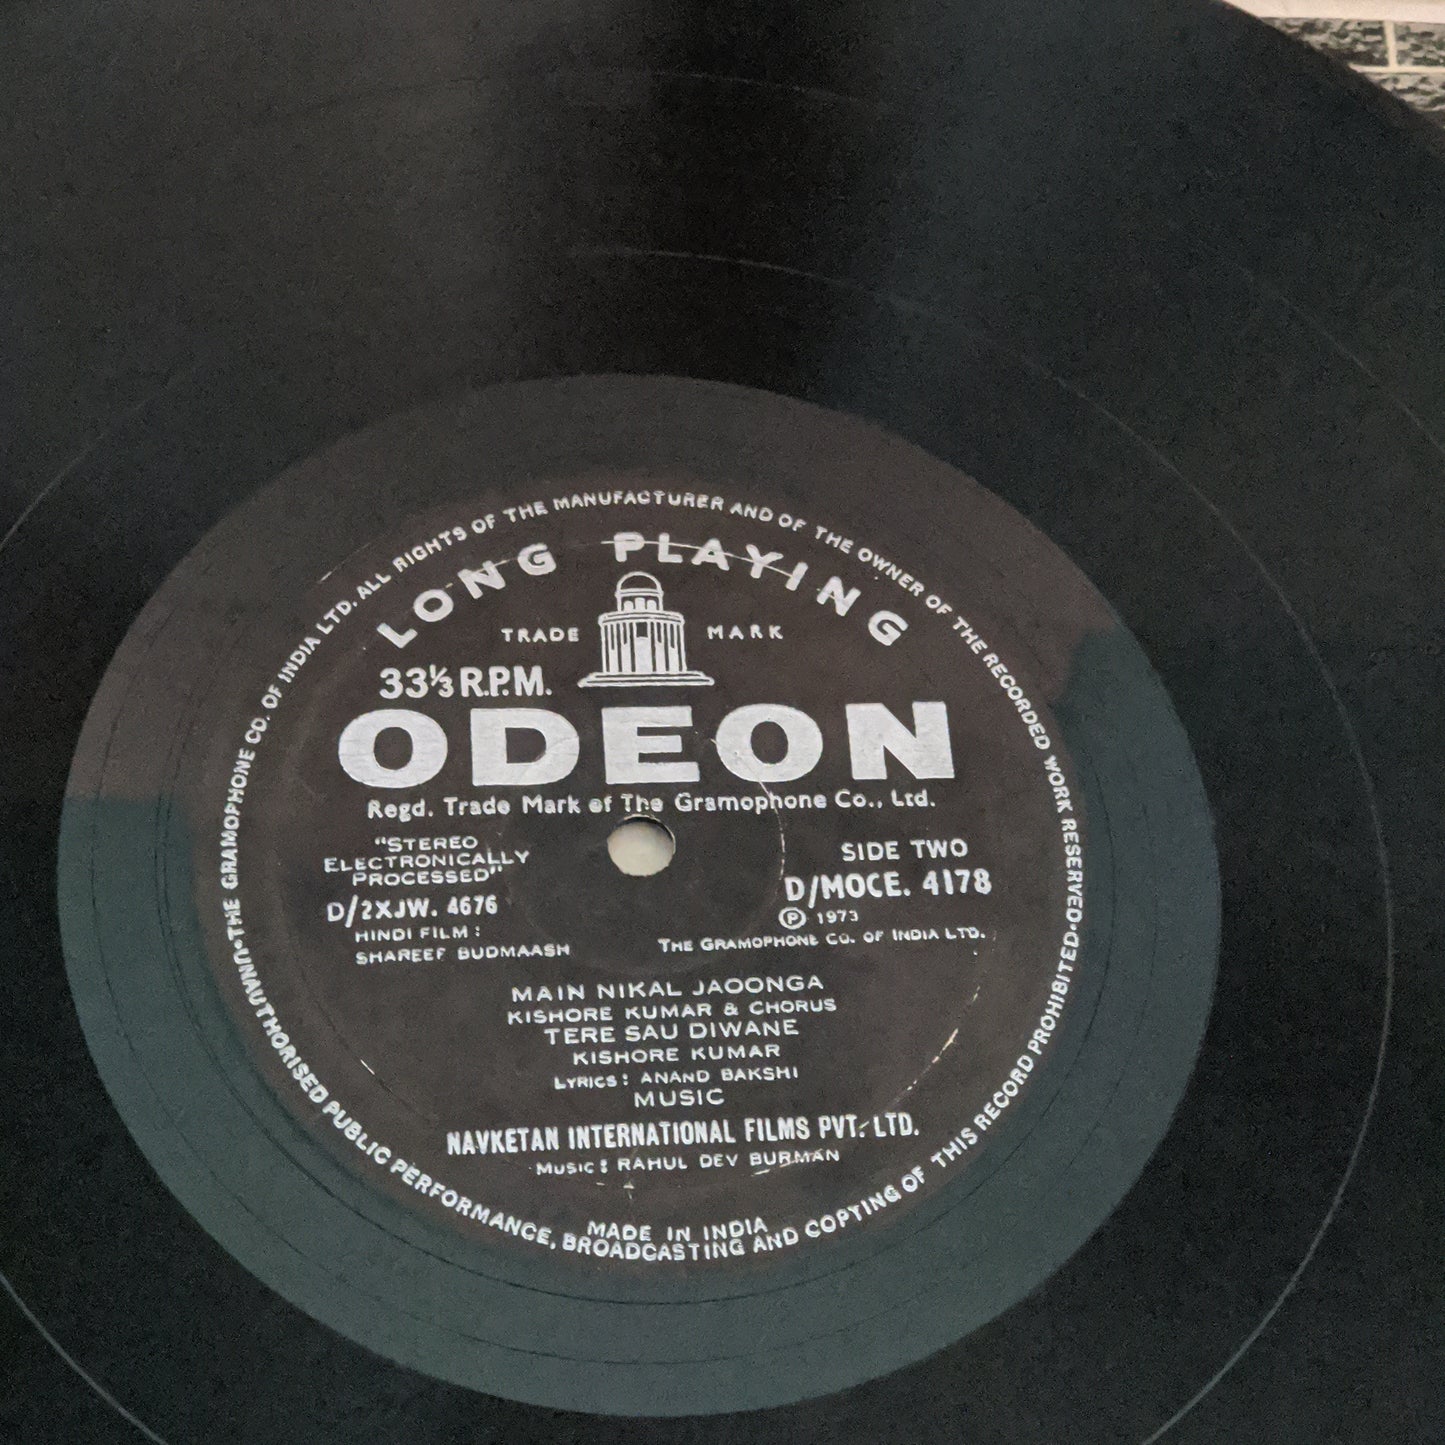 UNAUTHORISED PUBLIC PERFORMANCE, BROADCASTING AND COPYING OF THIS RECORD PROHIBITED • THE GRAMOPHONE CO. OF INDIA LTD. ALL RIGHTS OF THE MANUFACTURER AND OF THE OWNER OF THE RECORDED WORK RESERVED •
LONG PLAYING
TRADE MARK
33⅓ R.P.M.
ODEON
Regd. Trade Mark of The Gramophone Co., Ltd.
"STEREO
ELECTRONICALLY
PROCESSED"
D/2XJW. 4676
HINDI FILM :
SHAREEF BUDMAASH
SIDE TWO
D/MOCE. 4178
Ⓟ 1973
THE GRAMOPHONE CO. OF INDIA LTD.
MAIN NIKAL JAOONGA
KISHORE KUMAR & CHORUS
TERE SAU DIWANE
KISHORE KUMAR
LYRICS : ANAND BAKSHI
MUSIC
NAVKETAN INTERNATIONAL FILMS PVT. LTD.
MUSIC : RAHUL DEV BURMAN
MADE IN INDIA